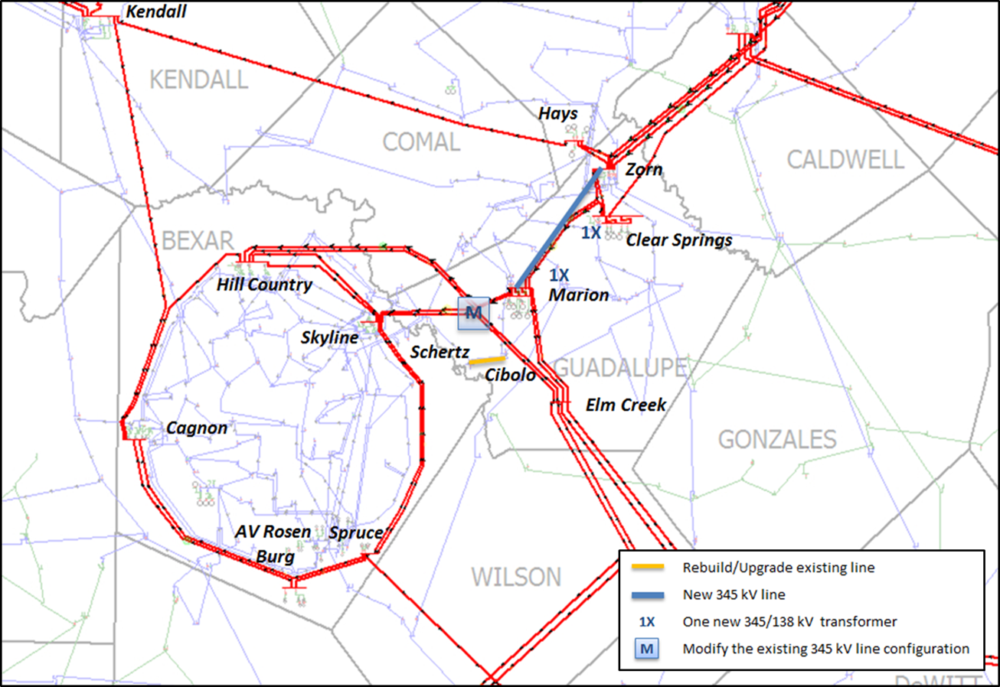 Kendall
KENDALL
Hays
COMAL
CALDWELL
Zorn
BEXAR
1X
Clear Springs
Hill Country
1X
Marion
M
Skyline
Schertz
Cibolo
GUADALUPE
Elm Creek
Cagnon
GONZALES
AV Rosen
Burg
Spruce
WILSON
Rebuild/Upgrade existing line
New 345 kV line
1X One new 345/138 kV transformer
M Modify the existing 345 kV line configuration
DeWITT